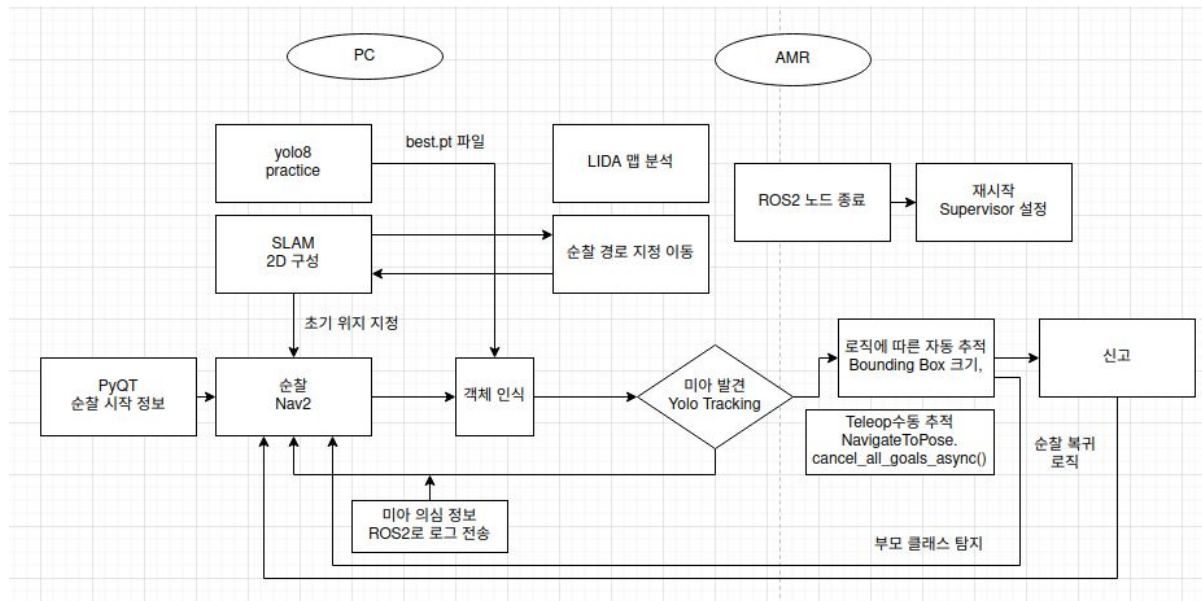 PC
AMR
yolo8
practice
best.pt 파일
LIDA 맵 분석
ROS2 노드 종료
재시작
Supervisor 설정
SLAM
2D 구성
순찰 경로 지정 이동
초기 위지 지정
PyQT
순찰 시작 정보
순찰
Nav2
객체 인식
미아 발견
Yolo Tracking
로직에 따른 자동 추적
Bounding Box 크기,
신고
Teleop수동 추적
NavigateToPose.
cancel_all_goals_async()
순찰 복귀
로직
미아 의심 정보
ROS2로 로그 전송
부모 클래스 탐지